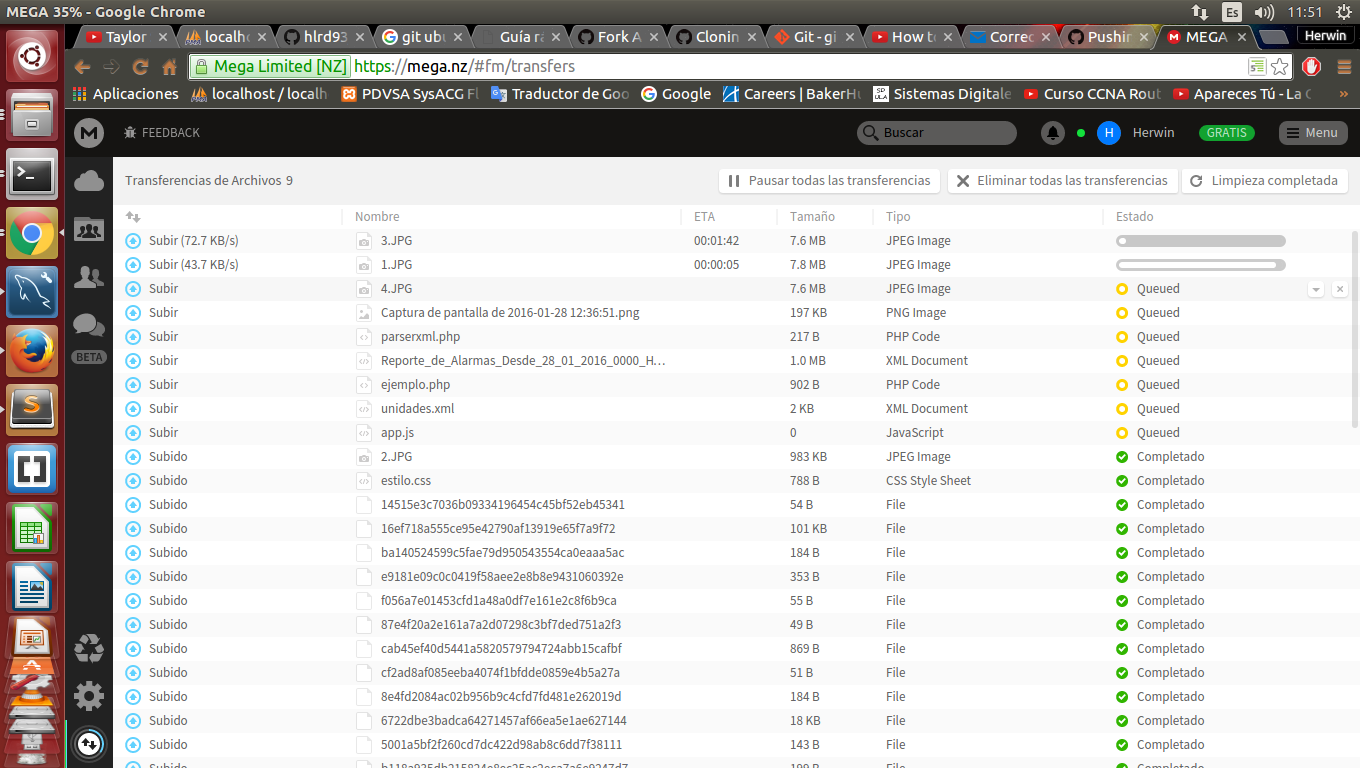 MEGA 35% - Google Chrome
Es
11:51
Taylor
localh
hlrd93
git ubu
Guía rá
Fork A
Clonin
Git - gi
How to
Correc
Pushin
MEGA
Herwin
Mega Limited [NZ] https://mega.nz/#fm/transfers
Aplicaciones
localhost / localh
PDVSA SysACG Fl
Traductor de Goo
Google
Careers | BakerHu
Sistemas Digitale
Curso CCNA Rout
Apareces Tú - La
»
M
FEEDBACK
Buscar
H
Herwin
GRATIS
Menu
BETA
Transferencias de Archivos 9
Pausar todas las transferencias
Eliminar todas las transferencias
Limpieza completada
Nombre ETA Tamaño Tipo Estado
Subir (72.7 KB/s) 3.JPG 00:01:42 7.6 MB JPEG Image
Subir (43.7 KB/s) 1.JPG 00:00:05 7.8 MB JPEG Image
Subir 4.JPG 7.6 MB JPEG Image Queued
Subir Captura de pantalla de 2016-01-28 12:36:51.png 197 KB PNG Image Queued
Subir parserxml.php 217 B PHP Code Queued
Subir Reporte_de_Alarmas_Desde_28_01_2016_0000_H... 1.0 MB XML Document Queued
Subir ejemplo.php 902 B PHP Code Queued
Subir unidades.xml 2 KB XML Document Queued
Subir app.js 0 JavaScript Queued
Subido 2.JPG 983 KB JPEG Image Completado
Subido estilo.css 788 B CSS Style Sheet Completado
Subido 14515e3c7036b09334196454c45bf52eb45341 54 B File Completado
Subido 16ef718a555ce95e42790af13919e65f7a9f72 101 KB File Completado
Subido ba140524599c5fae79d950543554ca0eaaa5ac 184 B File Completado
Subido e9181e09c0c0419f58aee2e8b8e9431060392e 353 B File Completado
Subido f056a7e01453cfd1a48a0df7e161e2c8f6b9ca 55 B File Completado
Subido 87e4f20a2e161a7a2d07298c3bf7ded751a2f3 49 B File Completado
Subido cab45ef40d5441a5820579794724abb15cafbf 869 B File Completado
Subido cf2ad8af085eeba4074f1bfdde0859e4b5a27a 51 B File Completado
Subido 8e4fd2084ac02b956b9c4cfd7fd481e262019d 184 B File Completado
Subido 6722dbe3badca64271457af66ea5e1ae627144 18 KB File Completado
Subido 5001a5bf2f260cd7dc422d98ab8c6dd7f38111 143 B File Completado
Subido 199 B File Completado